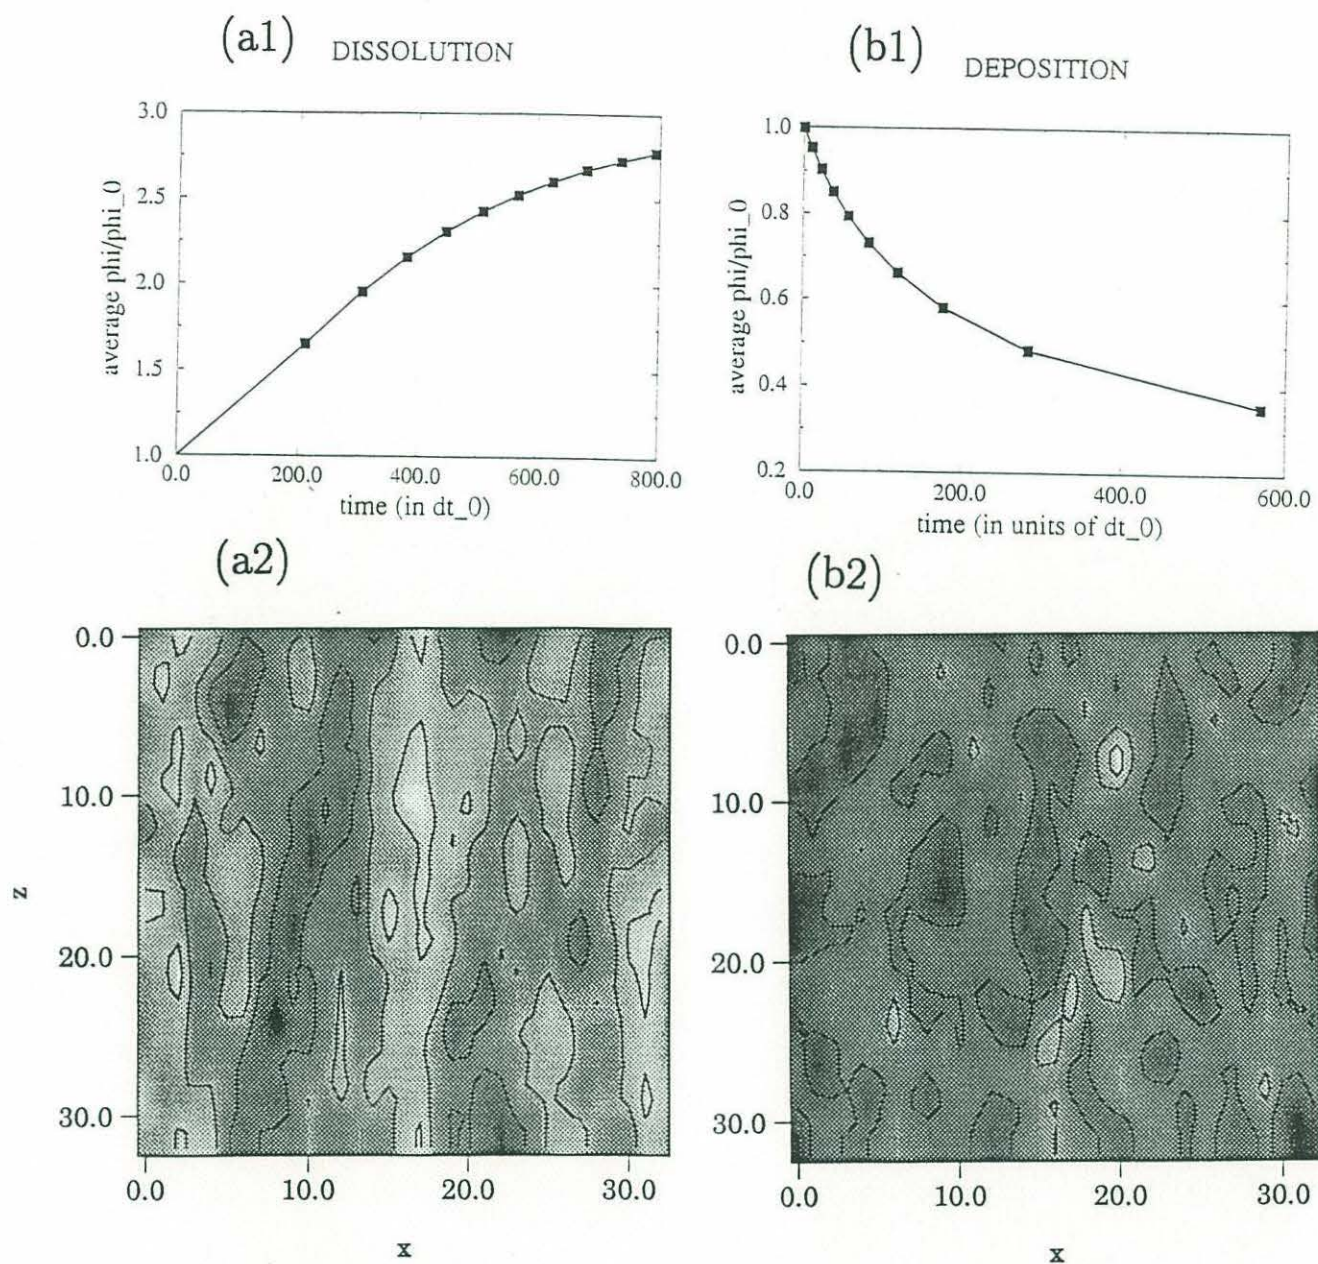 (a1) DISSOLUTION
3.0
2.5
2.0
1.5
1.0
average phi/phi_0
0.0 200.0 400.0 600.0 800.0
time (in dt_0)
(b1) DEPOSITION
1.0
0.8
0.6
0.4
0.2
average phi/phi_0
0.0 200.0 400.0 600.0
time (in units of dt_0)
(a2)
0.0
10.0
20.0
30.0
z
0.0 10.0 20.0 30.0
x
(b2)
0.0
10.0
20.0
30.0
0.0 10.0 20.0 30.0
x